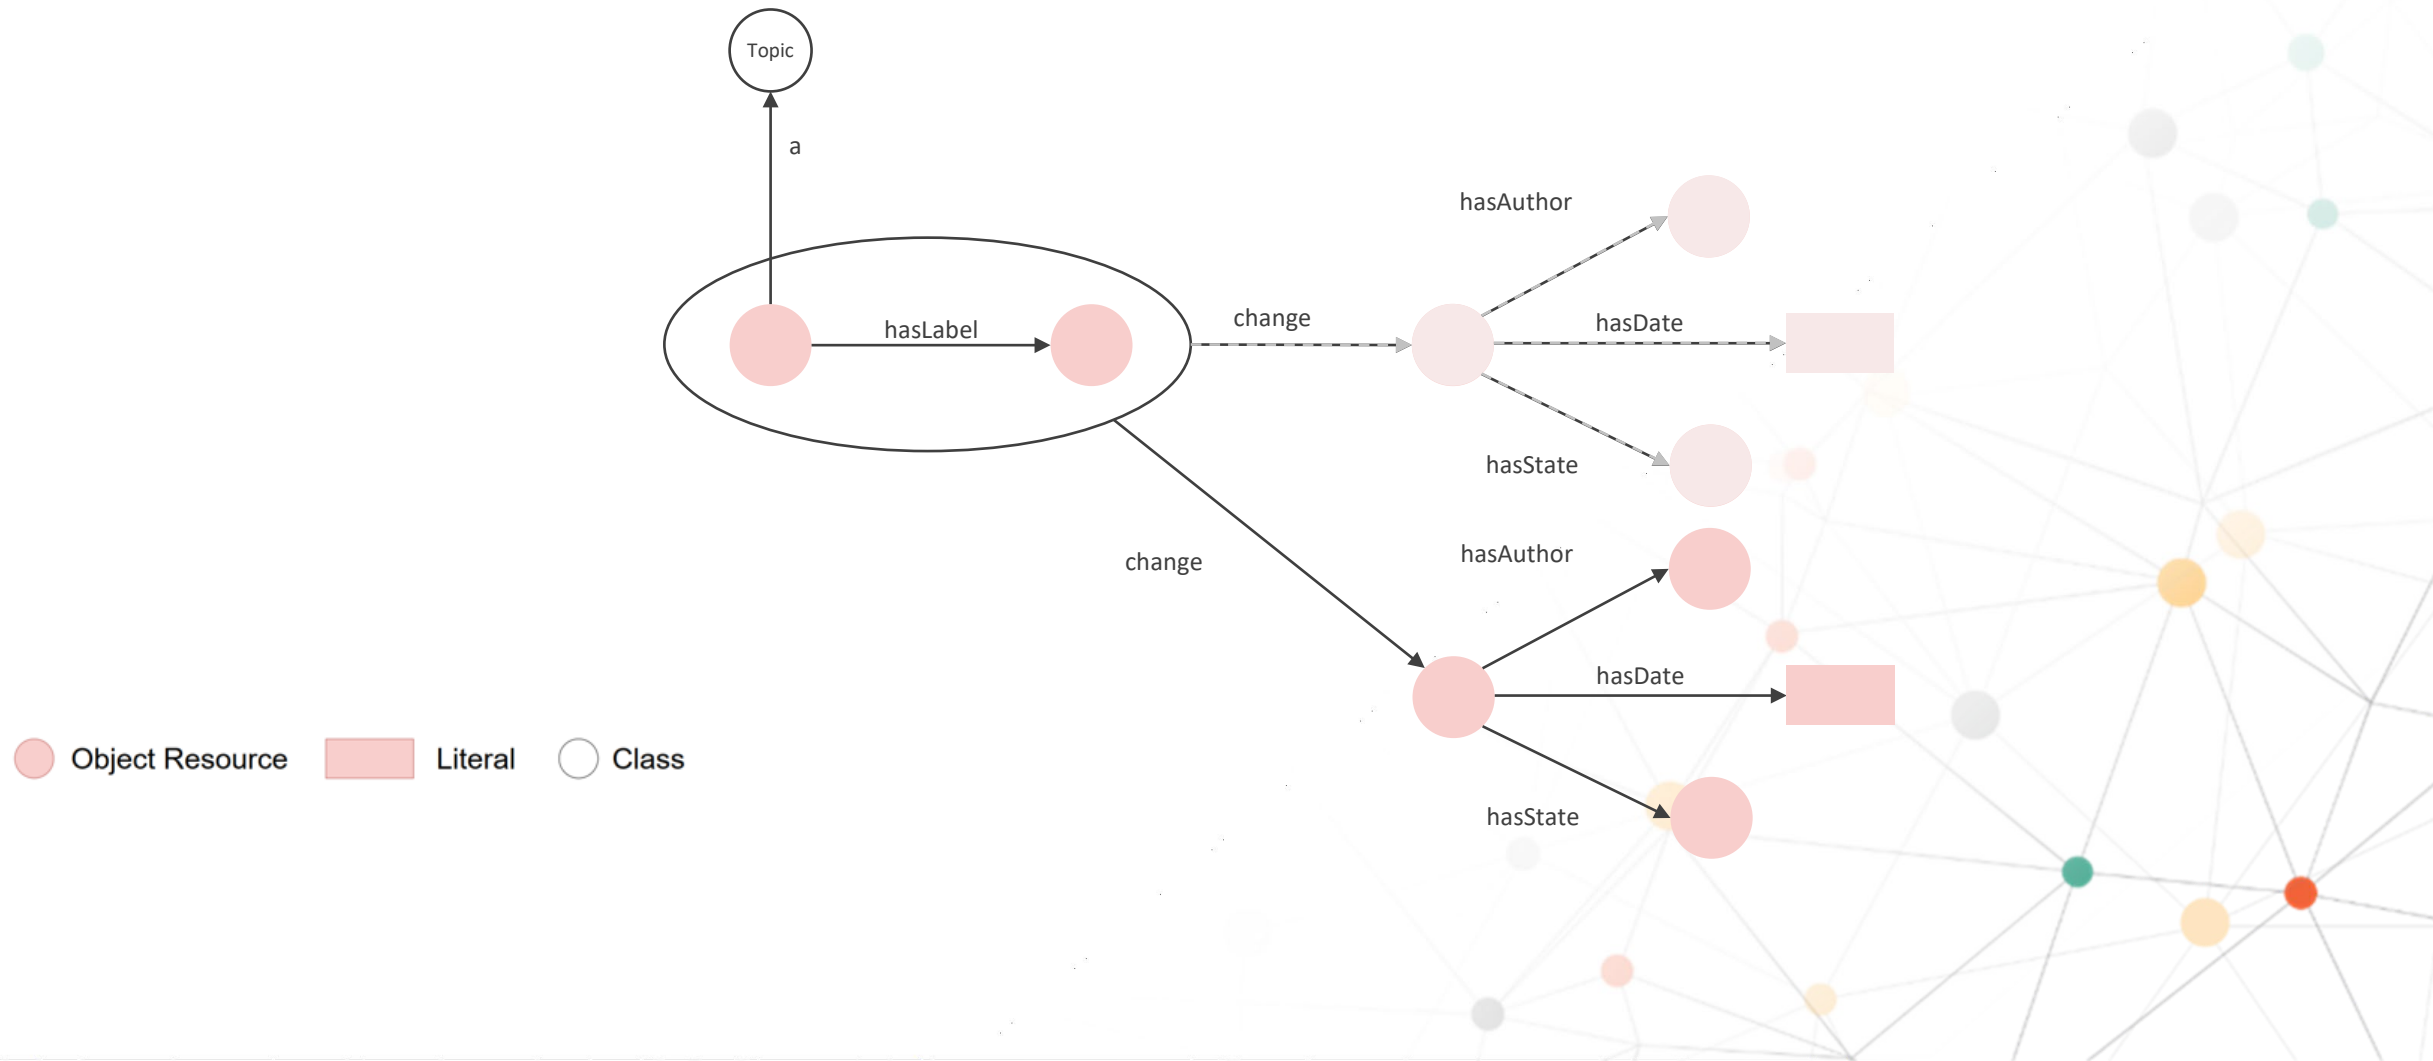 Topic
a
hasAuthor
change
hasDate
hasLabel
hasState
hasAuthor
change
hasDate
hasState
Object Resource
Literal
Class